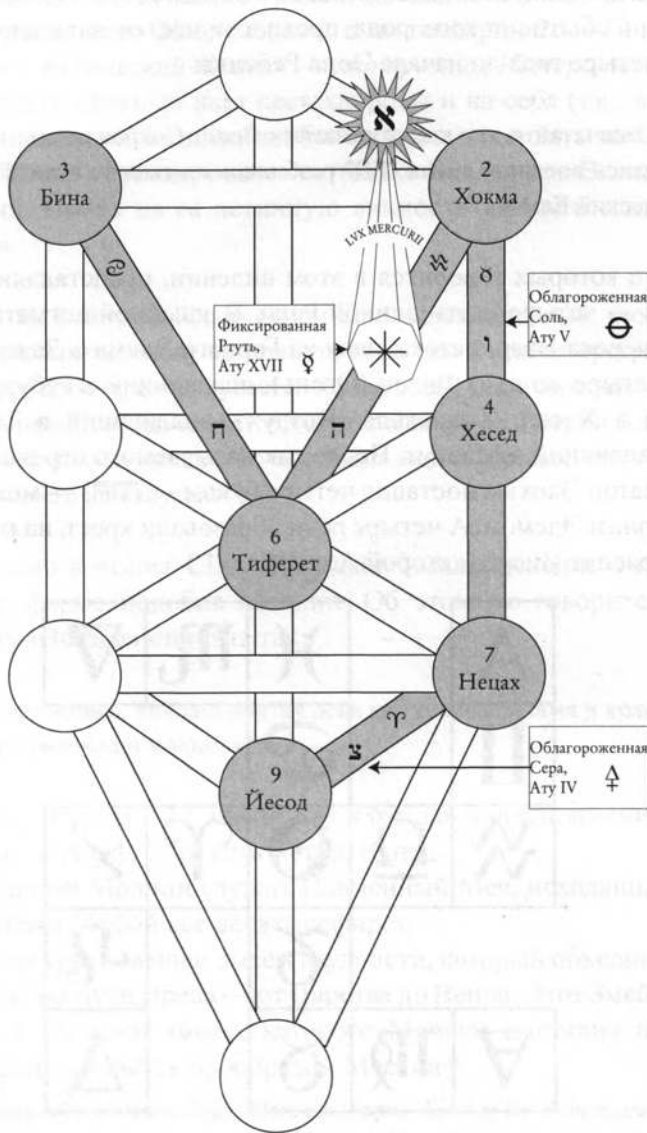 א
3
Бина
2
Хокма
LVX MERCURII
♋
♒
♉
Облагороженная
Соль,
Ату V
Фиксированная
Ртуть,
Ату XVII ☿
ו
ח
ה
4
Хесед
6
Тиферет
7
Нецах
♈
צ
9
Йесод
Облагороженная
Сера,
Ату IV